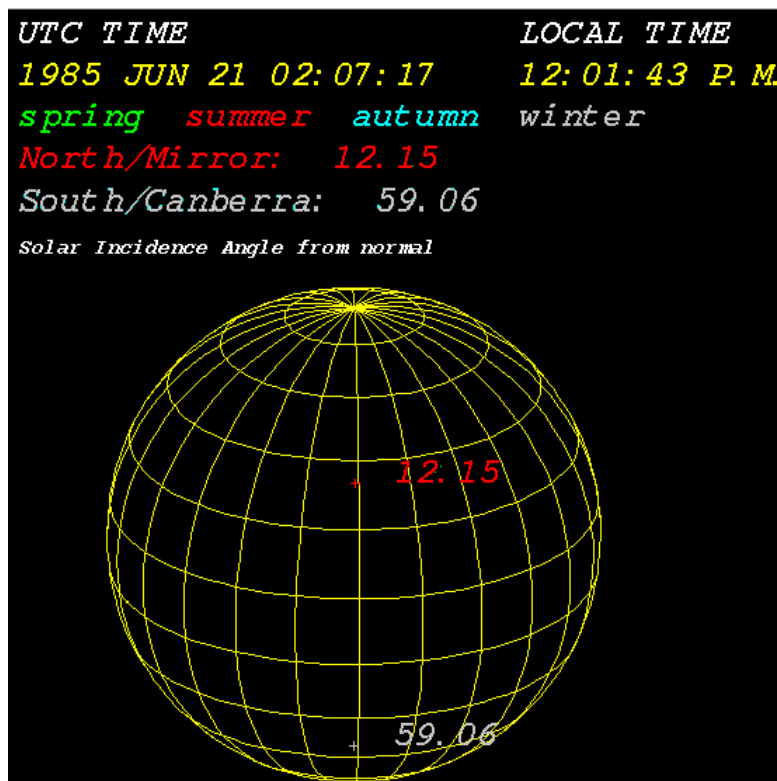 UTC TIME LOCAL TIME
1985 JUN 21 02:07:17 12:01:43 P.M.
spring summer autumn winter
North/Mirror: 12.15
South/Canberra: 59.06
Solar Incidence Angle from normal
12.15
59.06